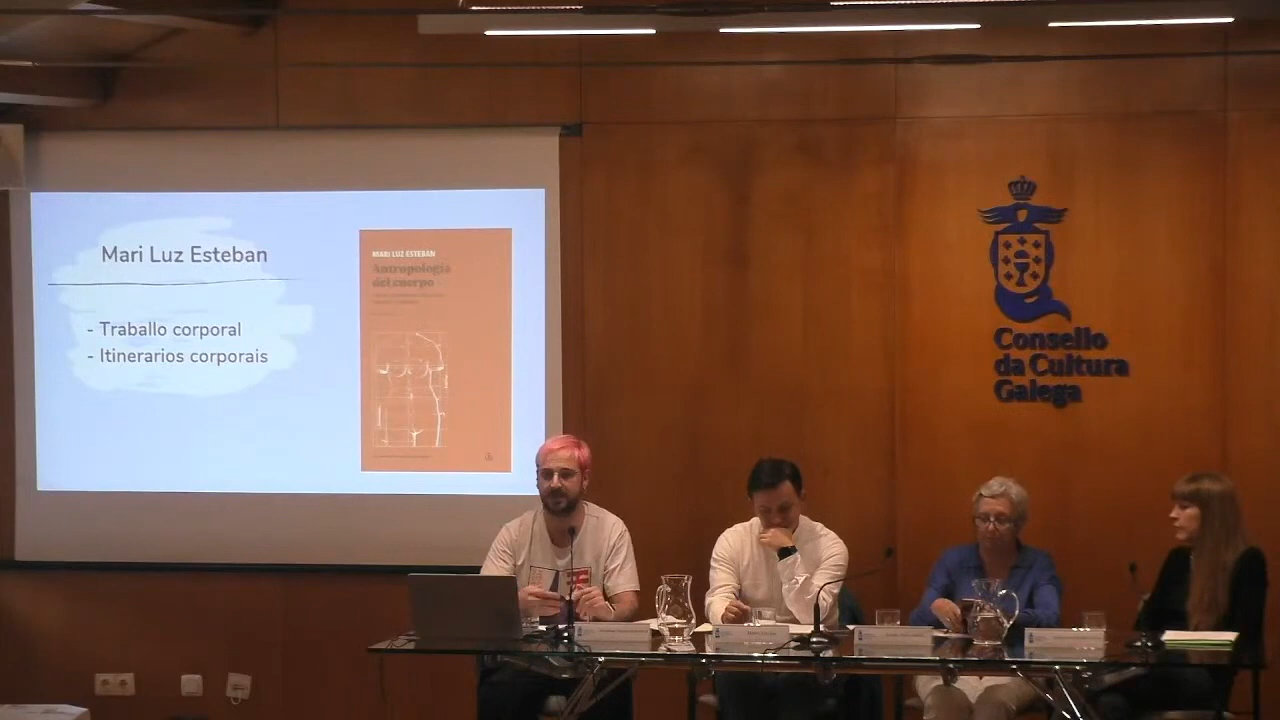 Mari Luz Esteban
- Traballo corporal
- Itinerarios corporais
MARI LUZ ESTEBAN
Antropología
del cuerpo
Consello
da Cultura
Galega